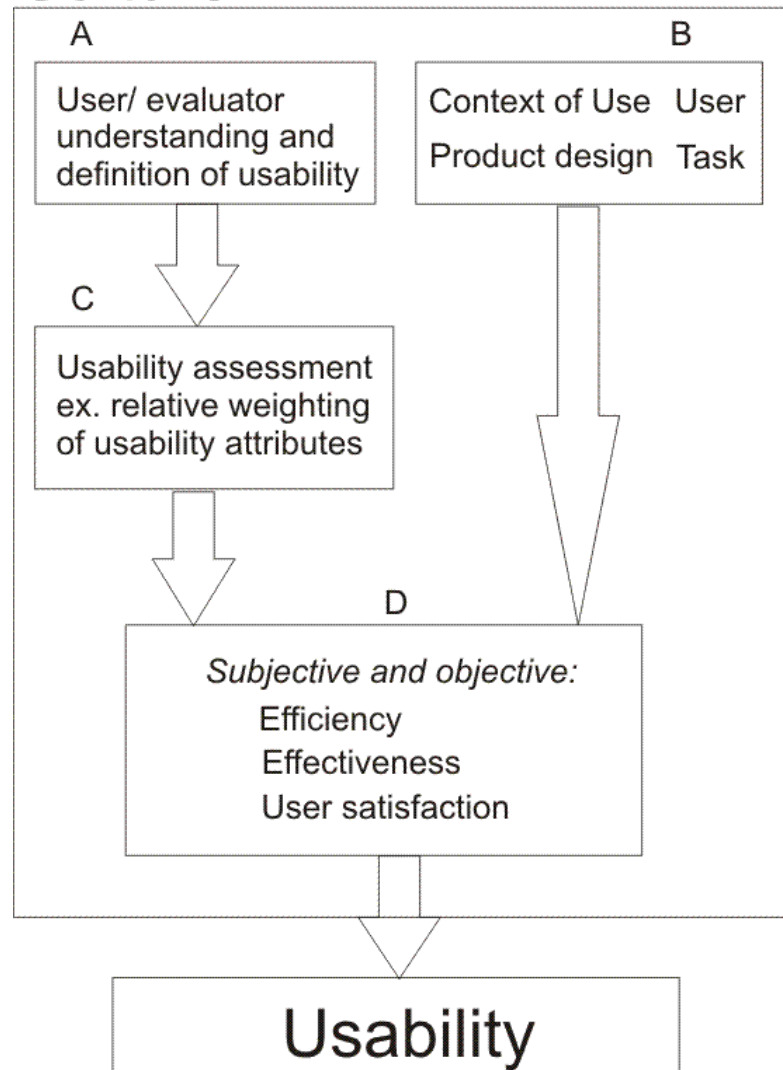 A
User/ evaluator
understanding and
definition of usability
B
Context of Use User
Product design Task
C
Usability assessment
ex. relative weighting
of usability attributes
D
Subjective and objective:
Efficiency
Effectiveness
User satisfaction
Usability